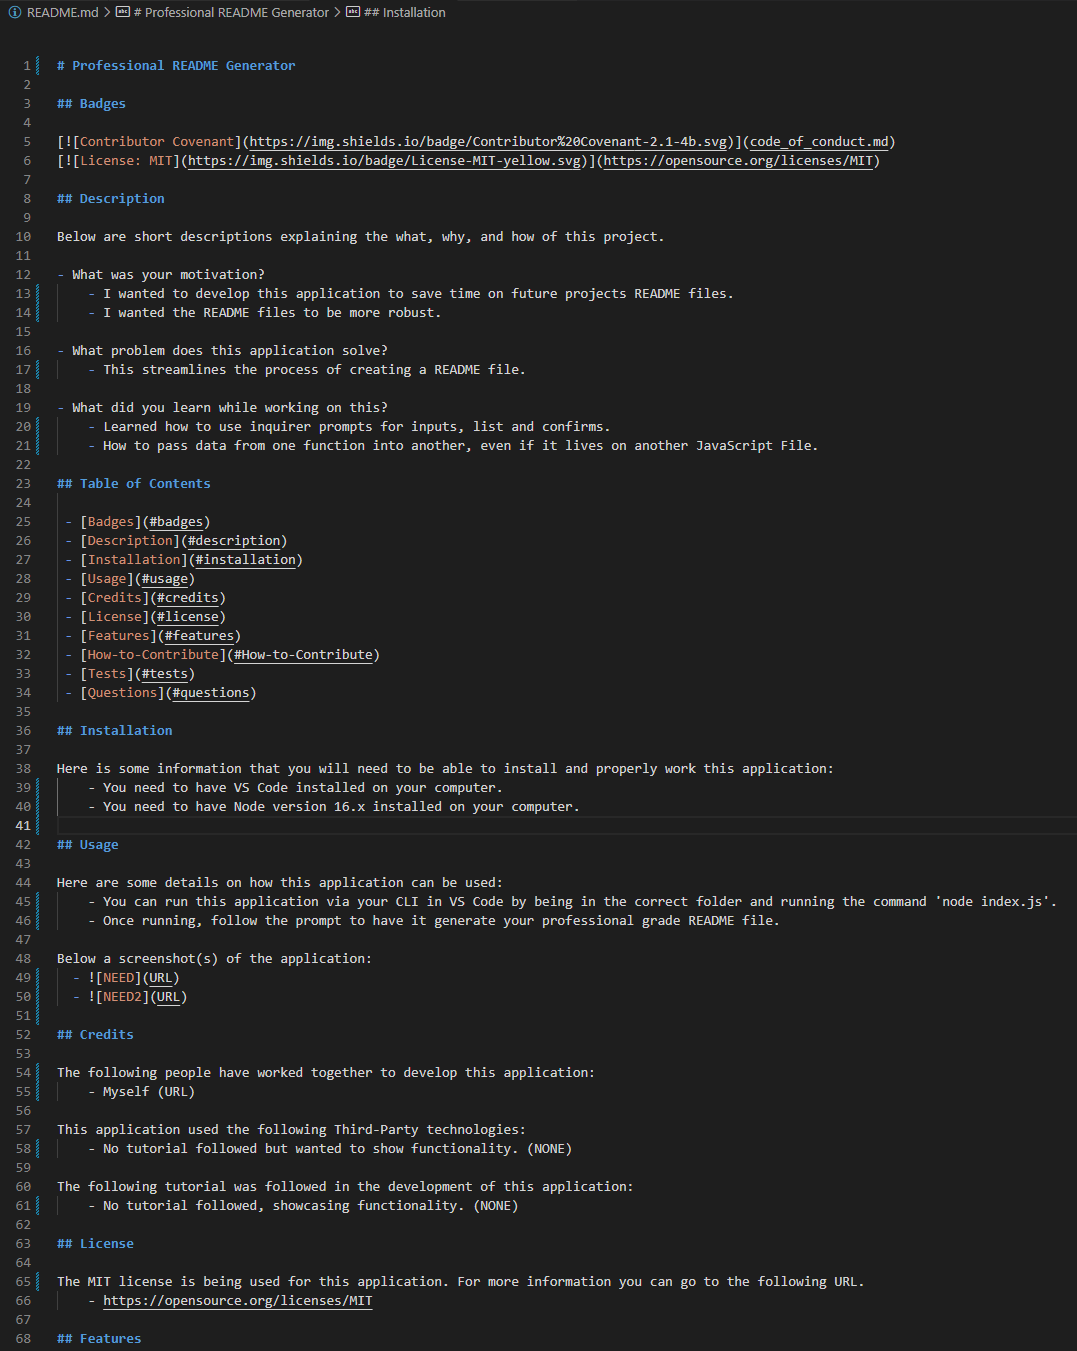 README.md > # Professional README Generator > ## Installation
1 # Professional README Generator
2
3 ## Badges
4
5 [![Contributor Covenant](https://img.shields.io/badge/Contributor%20Covenant-2.1-4b.svg)](code_of_conduct.md)
6 [![License: MIT](https://img.shields.io/badge/License-MIT-yellow.svg)](https://opensource.org/licenses/MIT)
7
8 ## Description
9
10 Below are short descriptions explaining the what, why, and how of this project.
11
12 - What was your motivation?
13 - I wanted to develop this application to save time on future projects README files.
14 - I wanted the README files to be more robust.
15
16 - What problem does this application solve?
17 - This streamlines the process of creating a README file.
18
19 - What did you learn while working on this?
20 - Learned how to use inquirer prompts for inputs, list and confirms.
21 - How to pass data from one function into another, even if it lives on another JavaScript File.
22
23 ## Table of Contents
24
25 - [Badges](#badges)
26 - [Description](#description)
27 - [Installation](#installation)
28 - [Usage](#usage)
29 - [Credits](#credits)
30 - [License](#license)
31 - [Features](#features)
32 - [How-to-Contribute](#How-to-Contribute)
33 - [Tests](#tests)
34 - [Questions](#questions)
35
36 ## Installation
37
38 Here is some information that you will need to be able to install and properly work this application:
39 - You need to have VS Code installed on your computer.
40 - You need to have Node version 16.x installed on your computer.
41
42 ## Usage
43
44 Here are some details on how this application can be used:
45 - You can run this application via your CLI in VS Code by being in the correct folder and running the command 'node index.js'.
46 - Once running, follow the prompt to have it generate your professional grade README file.
47
48 Below a screenshot(s) of the application:
49 - ![NEED](URL)
50 - ![NEED2](URL)
51
52 ## Credits
53
54 The following people have worked together to develop this application:
55 - Myself (URL)
56
57 This application used the following Third-Party technologies:
58 - No tutorial followed but wanted to show functionality. (NONE)
59
60 The following tutorial was followed in the development of this application:
61 - No tutorial followed, showcasing functionality. (NONE)
62
63 ## License
64
65 The MIT license is being used for this application. For more information you can go to the following URL.
66 - https://opensource.org/licenses/MIT
67
68 ## Features